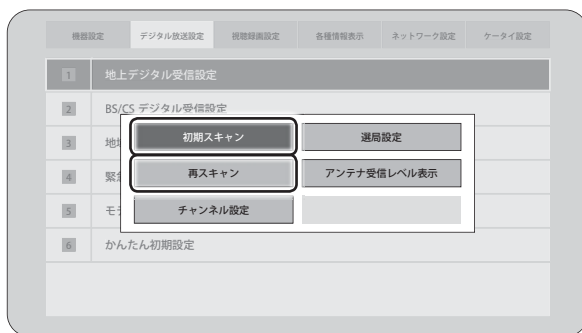 機器設定 デジタル放送設定 視聴録画設定 各種情報表示 ネットワーク設定 ケータイ設定
1 地上デジタル受信設定
2 BS/CS デジタル受信設定
初期スキャン 選局設定
3 地
再スキャン アンテナ受信レベル表示
4 緊
5 モ
チャンネル設定
6 かんたん初期設定